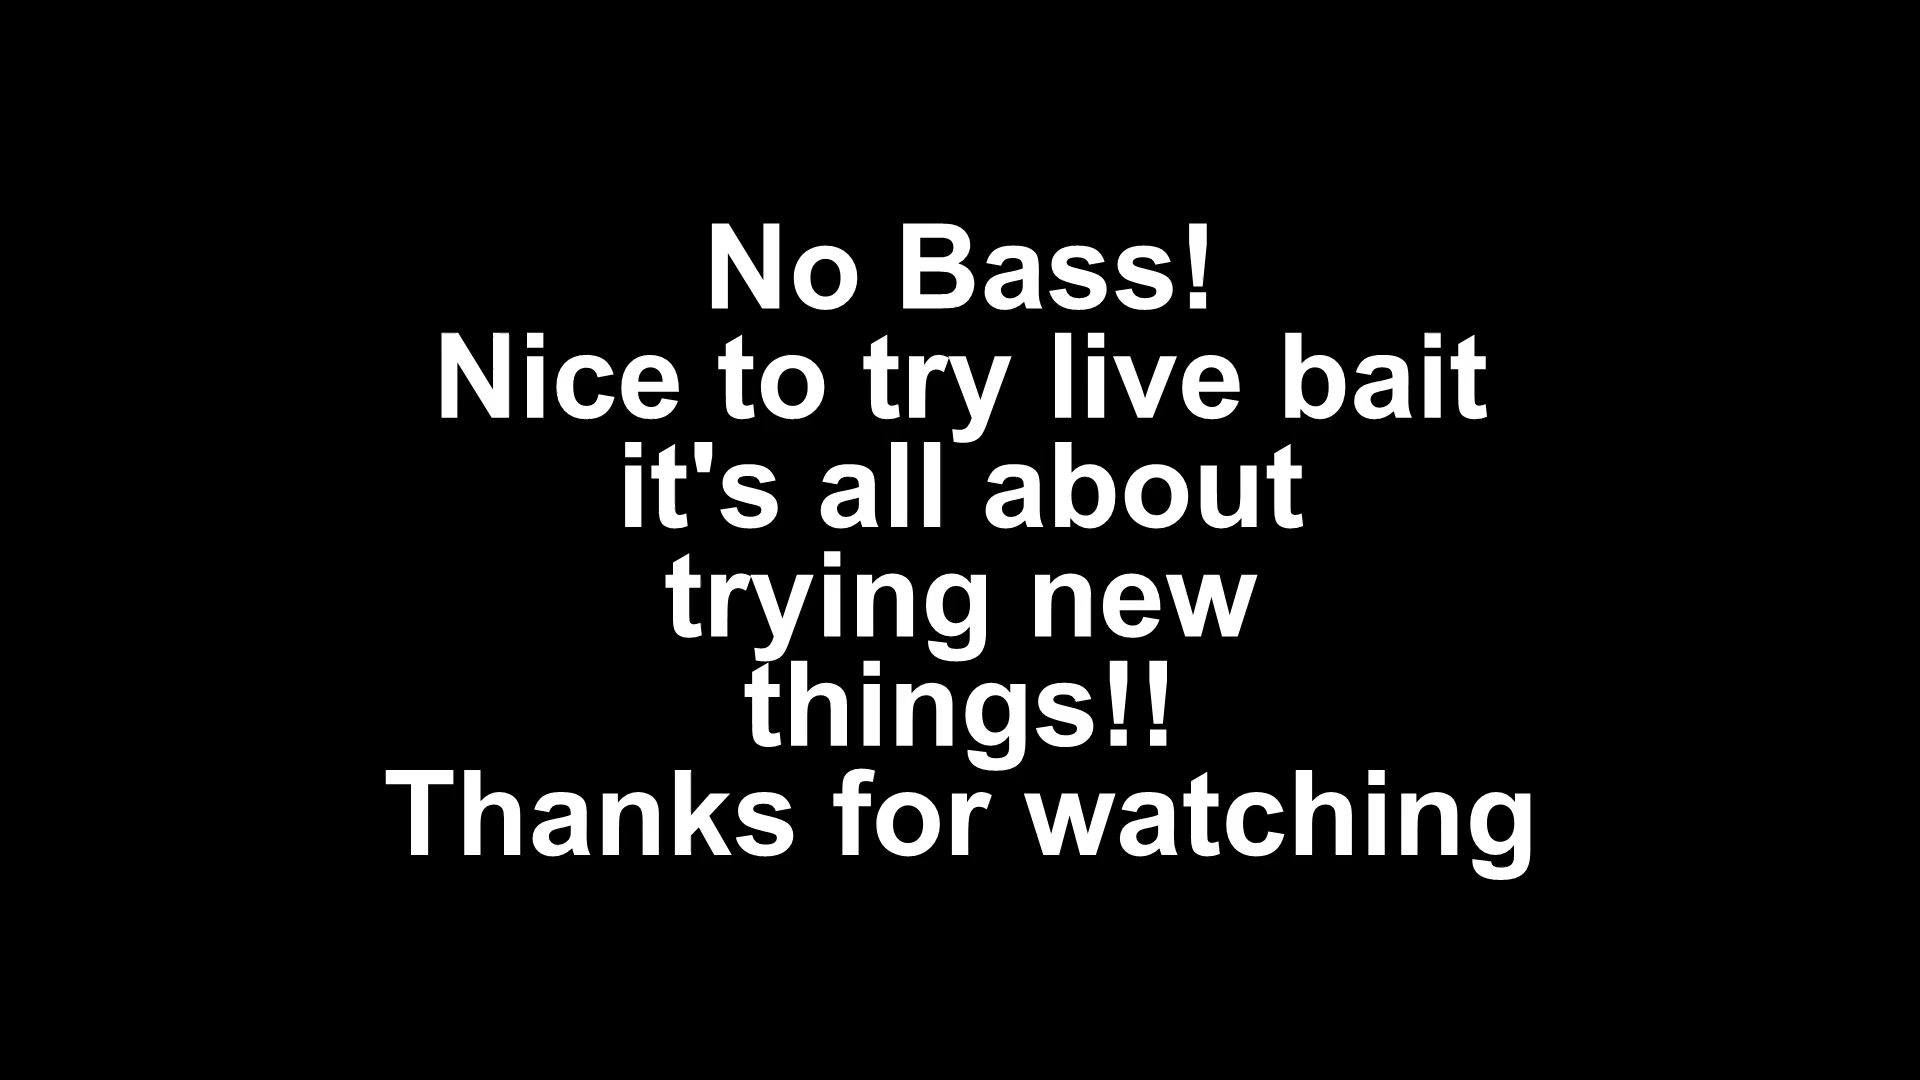 No Bass!
Nice to try live bait
it's all about
trying new
things!!
Thanks for watching